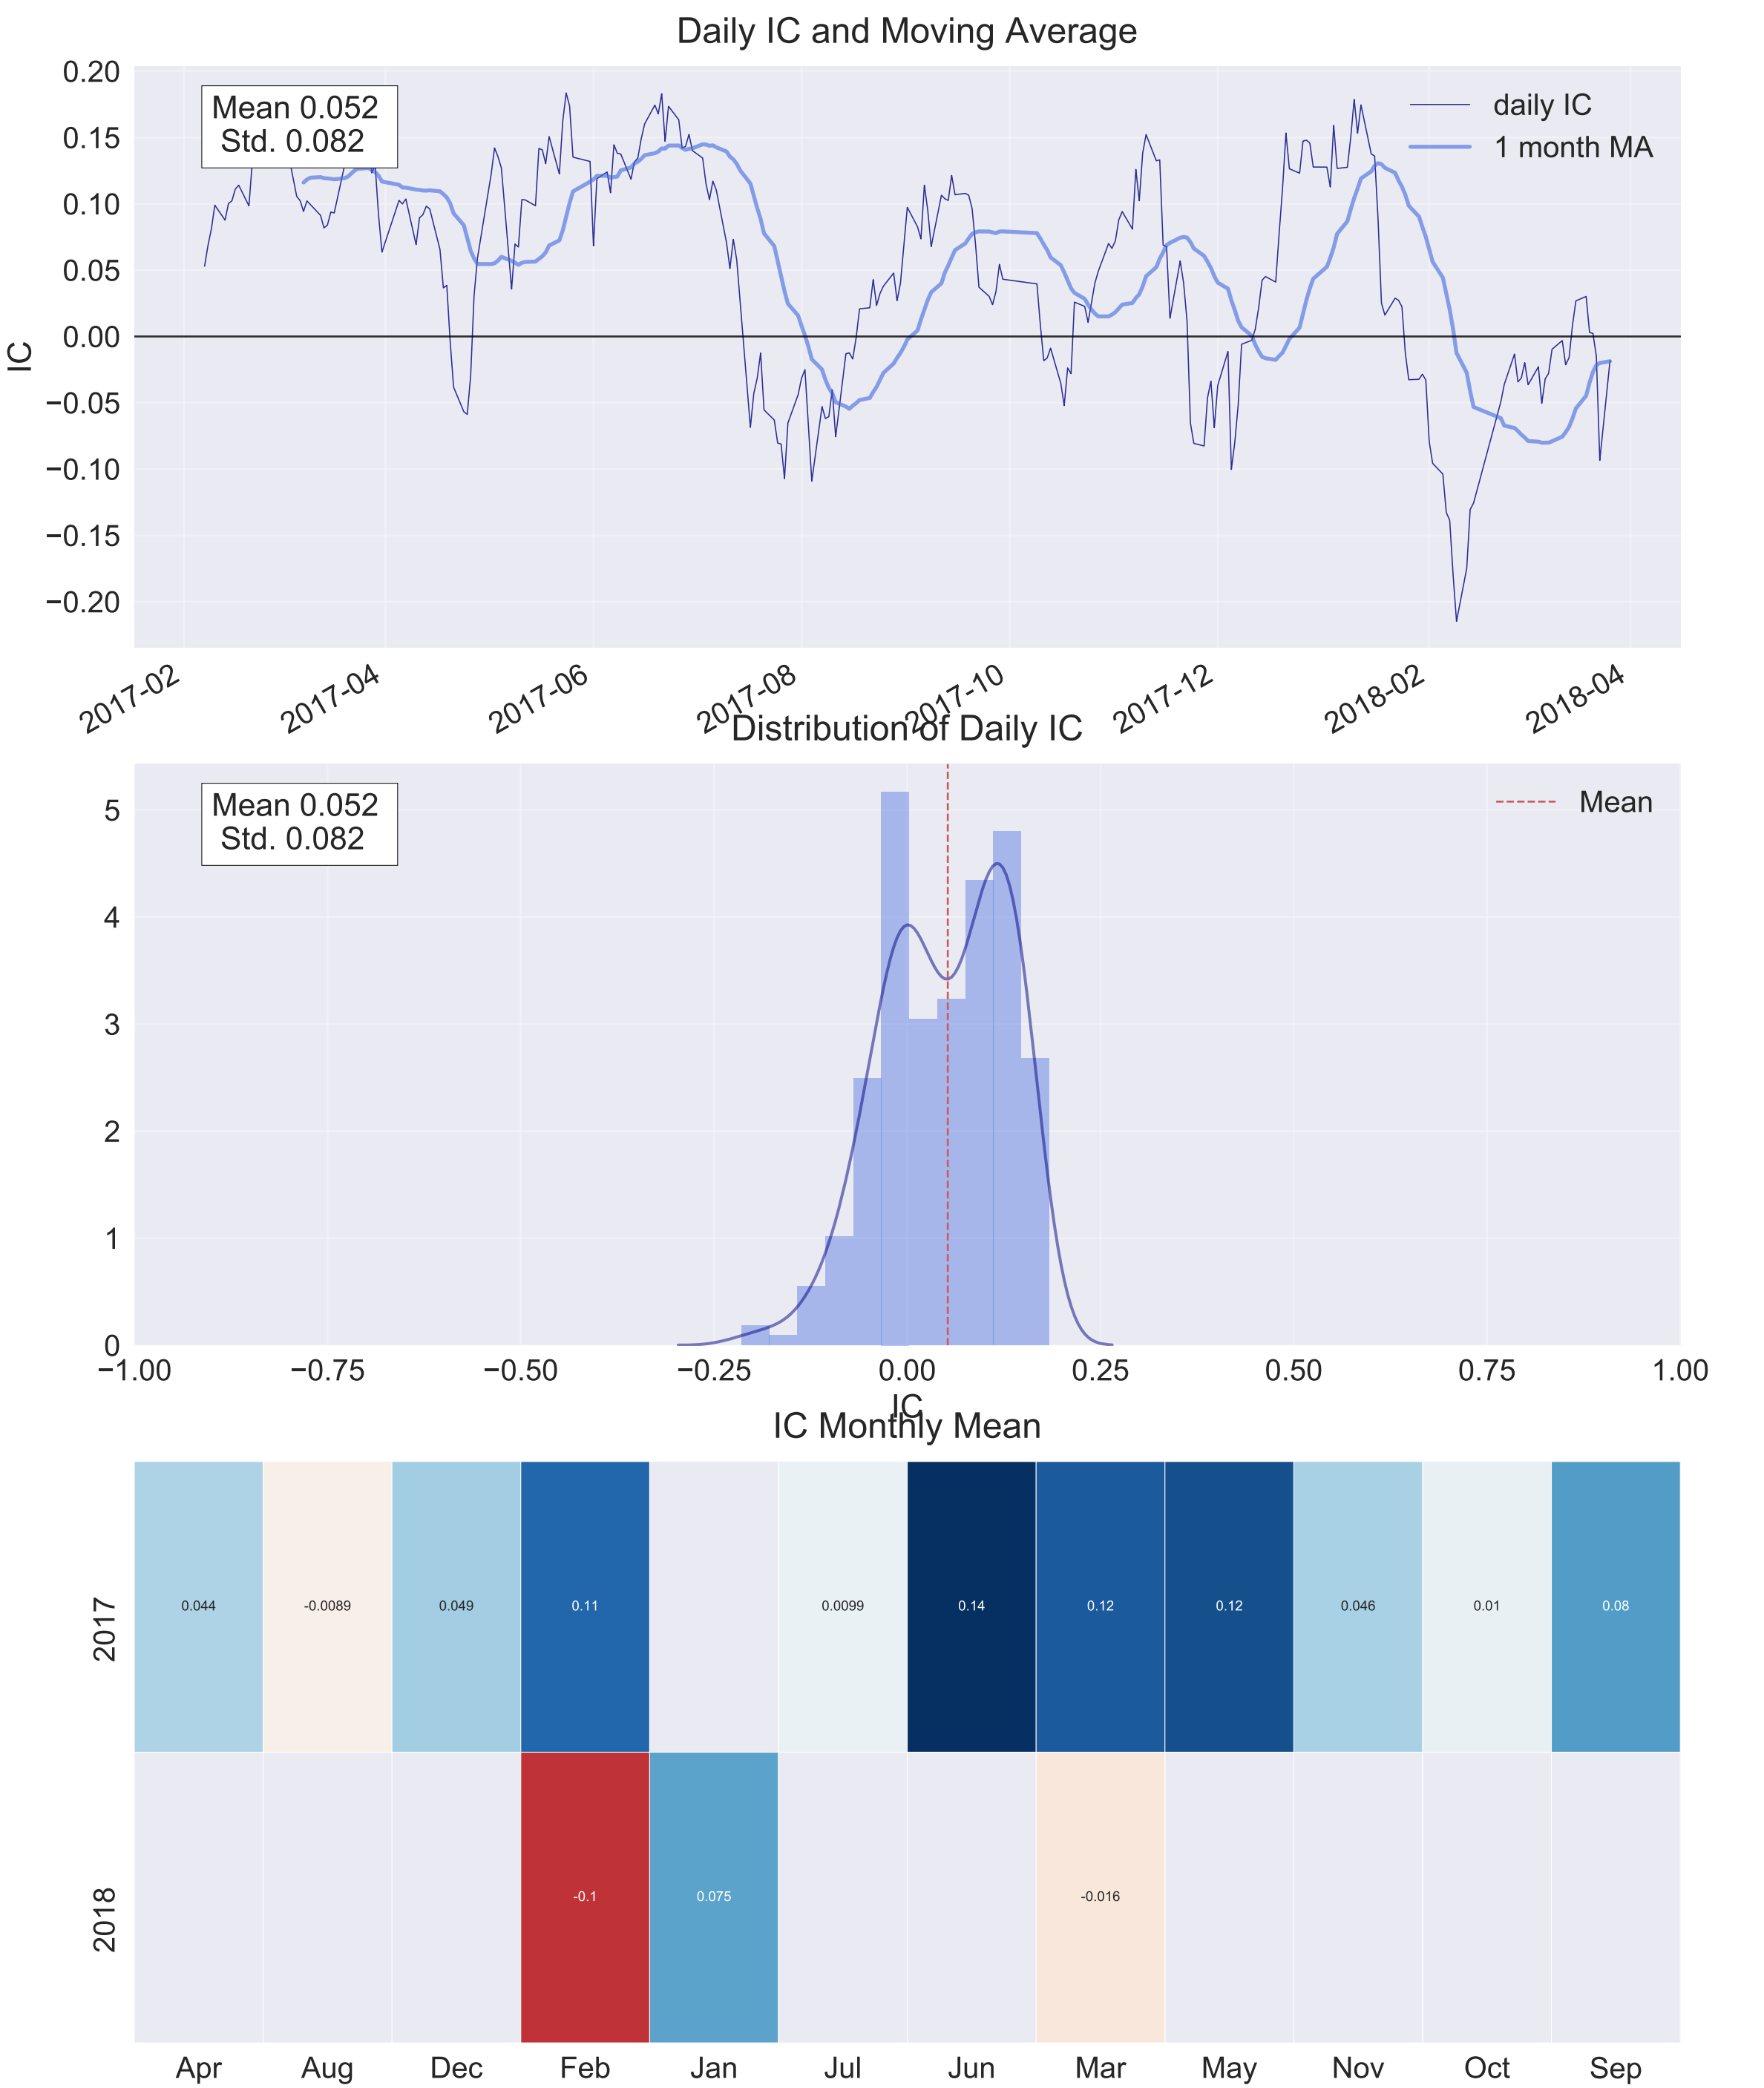 Daily IC and Moving Average
Mean 0.052
Std. 0.082
daily IC
1 month MA
0.20
0.15
0.10
0.05
0.00
−0.05
−0.10
−0.15
−0.20
IC
2017-02 2017-04 2017-06 2017-08 2017-10 2017-12 2018-02 2018-04
Distribution of Daily IC
Mean 0.052
Std. 0.082
Mean
5
4
3
2
1
0
−1.00 −0.75 −0.50 −0.25 0.00 0.25 0.50 0.75 1.00
IC
IC Monthly Mean
2017
0.044 -0.0089 0.049 0.11 0.0099 0.14 0.12 0.12 0.046 0.01 0.08
2018
-0.1 0.075 -0.016
Apr Aug Dec Feb Jan Jul Jun Mar May Nov Oct Sep